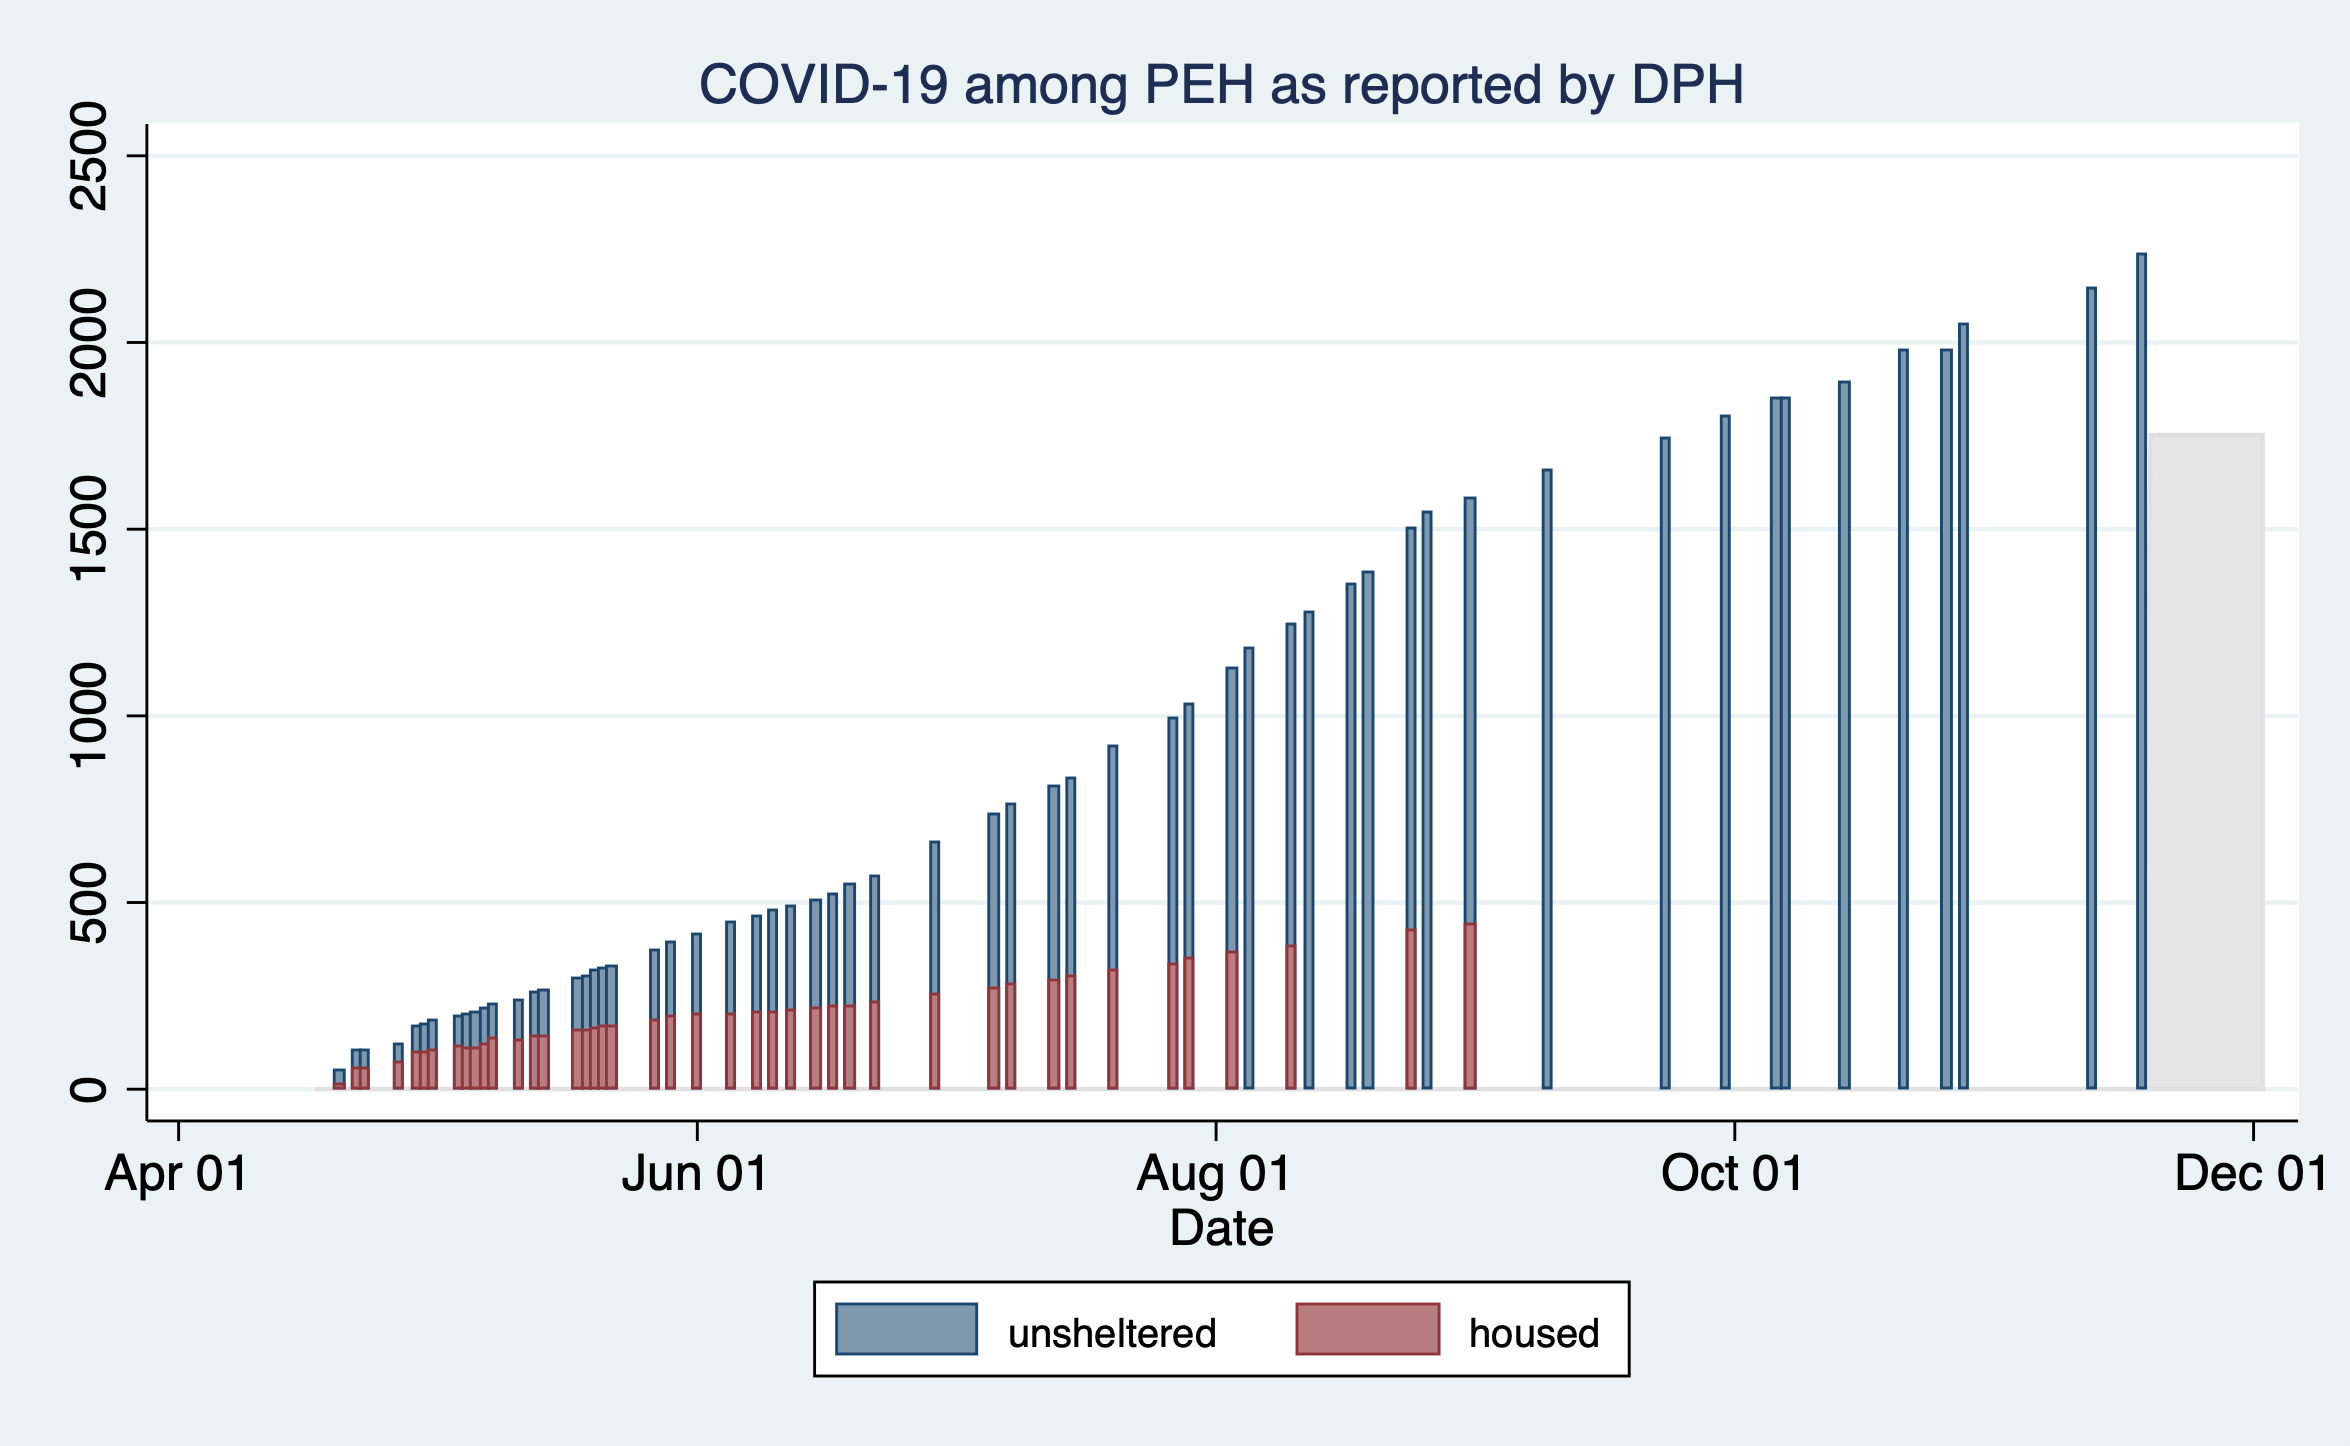 COVID-19 among PEH as reported by DPH
2500
2000
1500
1000
500
0
Apr 01 Jun 01 Aug 01 Oct 01 Dec 01
Date
unsheltered housed